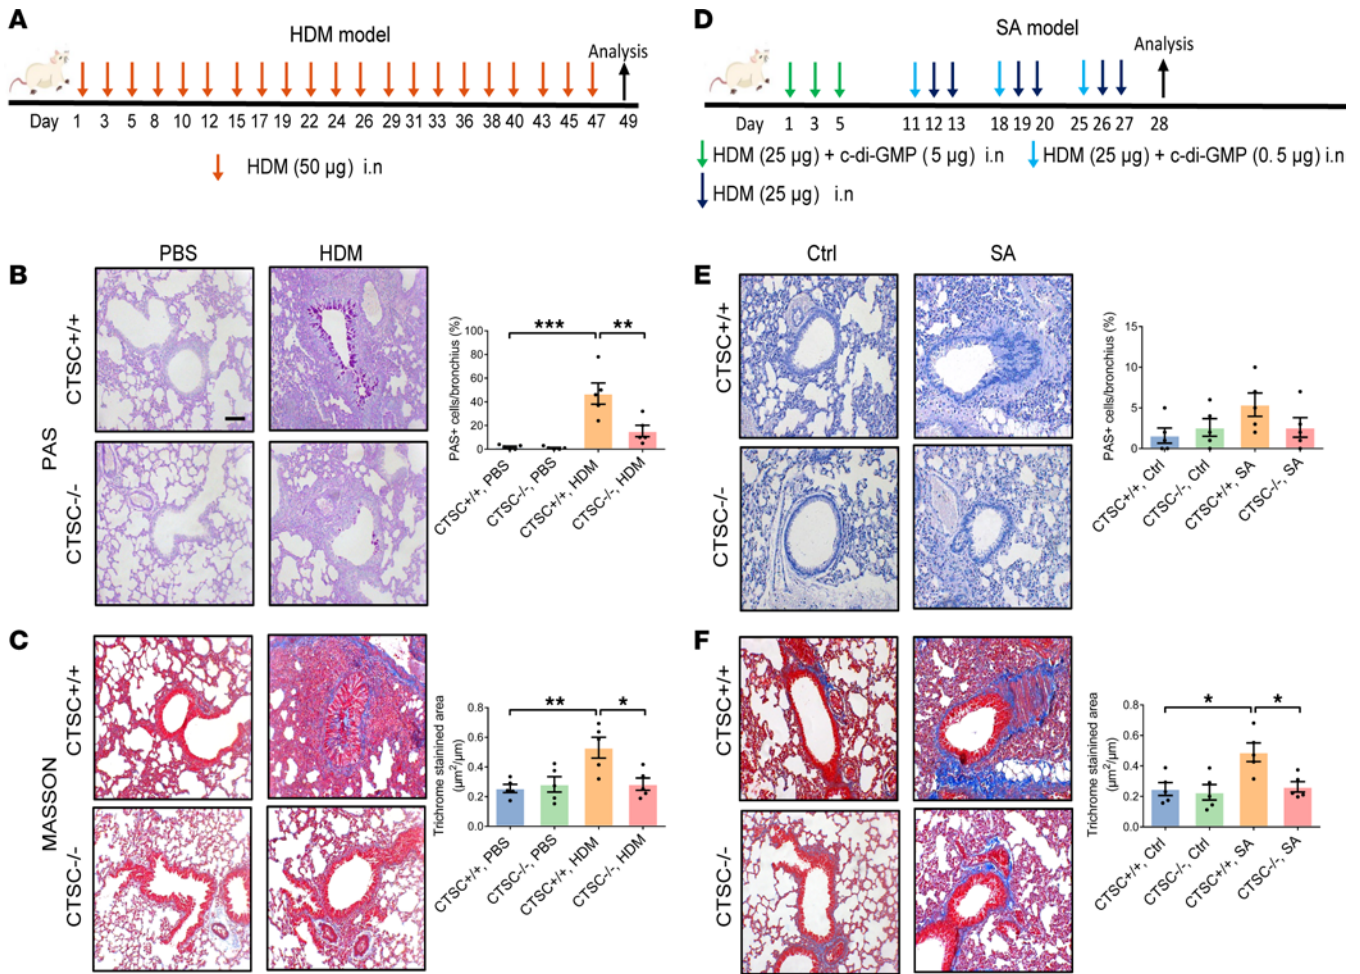 A
HDM model
Analysis
Day 1 3 5 8 10 12 15 17 19 22 24 26 29 31 33 36 38 40 43 45 47 49
HDM (50 µg) i.n
D
SA model
Analysis
Day 1 3 5 11 12 13 18 19 20 25 26 27 28
HDM (25 µg) + c-di-GMP (5 µg) i.n
HDM (25 µg) + c-di-GMP (0.5 µg) i.n
HDM (25 µg) i.n
B
PBS
HDM
PAS
CTSC+/+
CTSC-/-
PAS+ cells/bronchius (%)
100
80
60
40
20
0
***
**
CTSC+/+, PBS
CTSC-/-, PBS
CTSC+/+, HDM
CTSC-/-, HDM
E
Ctrl
SA
CTSC+/+
CTSC-/-
PAS+ cells/bronchius (%)
15
10
5
0
CTSC+/+, Ctrl
CTSC-/-, Ctrl
CTSC+/+, SA
CTSC-/-, SA
C
MASSON
CTSC+/+
CTSC-/-
Trichrome stainined area
(µm²/µm)
0.8
0.6
0.4
0.2
0.0
**
*
CTSC+/+, PBS
CTSC-/-, PBS
CTSC+/+, HDM
CTSC-/-, HDM
F
CTSC+/+
CTSC-/-
Trichrome stainined area
(µm²/µm)
0.8
0.6
0.4
0.2
0.0
*
*
CTSC+/+, Ctrl
CTSC-/-, Ctrl
CTSC+/+, SA
CTSC-/-, SA